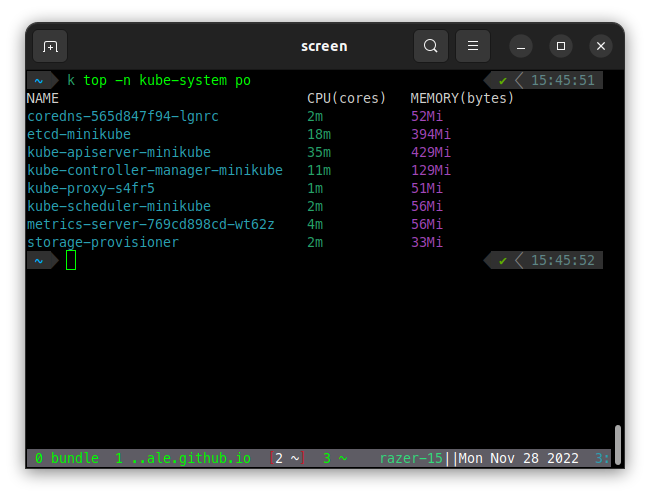 screen
~ k top -n kube-system po ✔ 15:45:51
NAME CPU(cores) MEMORY(bytes)
coredns-565d847f94-lgnrc 2m 52Mi
etcd-minikube 18m 394Mi
kube-apiserver-minikube 35m 429Mi
kube-controller-manager-minikube 11m 129Mi
kube-proxy-s4fr5 1m 51Mi
kube-scheduler-minikube 2m 56Mi
metrics-server-769cd898cd-wt62z 4m 56Mi
storage-provisioner 2m 33Mi
~ ✔ 15:45:52
0 bundle 1 ..ale.github.io [2 ~] 3 ~ razer-15||Mon Nov 28 2022 3: